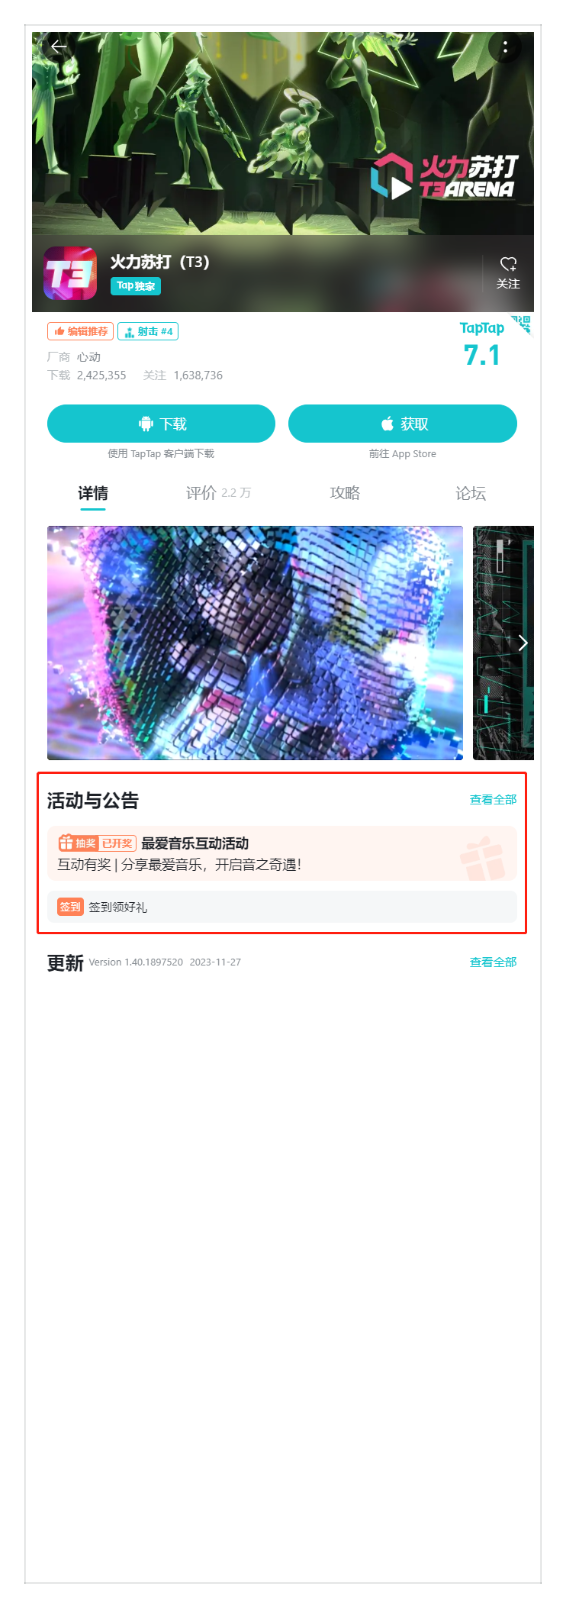 火力苏打
T3ARENA
T3
火力苏打（T3）
Top独家
关注
编辑推荐 射击 #4
TapTap
7.1
厂商 心动
下载 2,425,355 关注 1,638,736
下载
获取
使用 TapTap 客户端下载
前往 App Store
详情 评价 2.2 万 攻略 论坛
活动与公告
查看全部
抽奖 已开奖 最爱音乐互动活动
互动有奖 | 分享最爱音乐，开启音之奇遇！
签到 签到领好礼
更新 Version 1.40.1897520 2023-11-27
查看全部